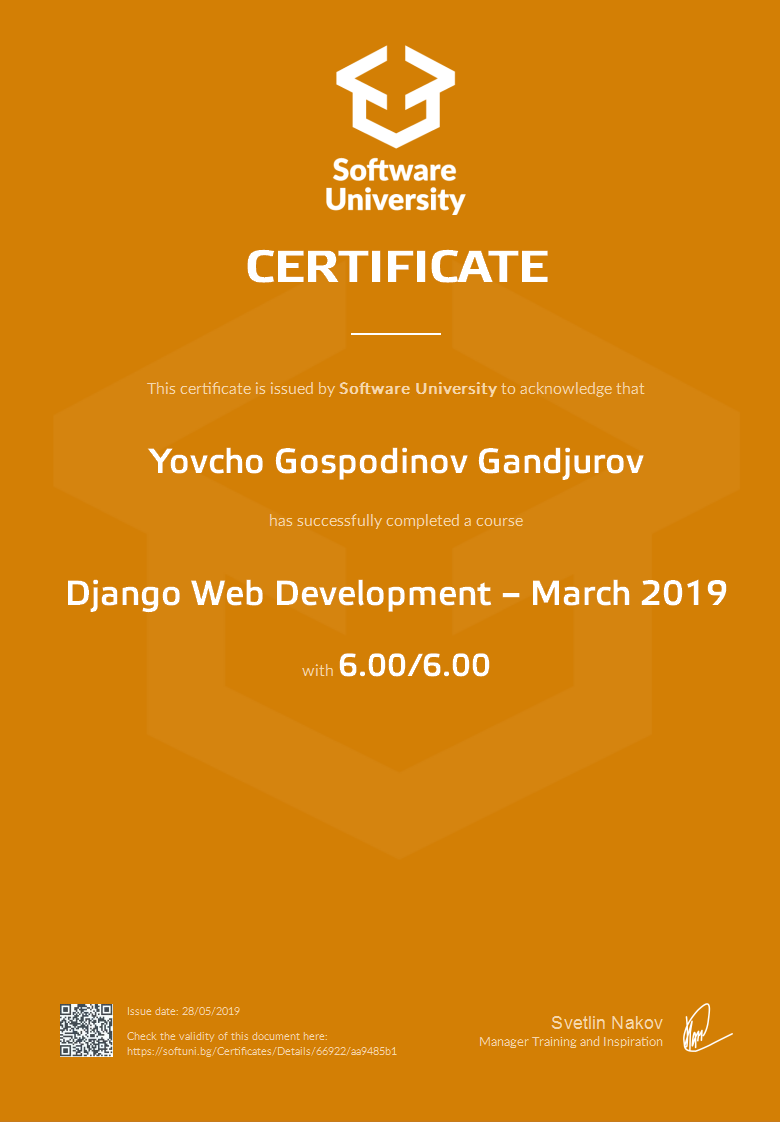 Software
University
CERTIFICATE
This certificate is issued by Software University to acknowledge that
Yovcho Gospodinov Gandjurov
has successfully completed a course
Django Web Development – March 2019
with 6.00/6.00
Issue date: 28/05/2019
Check the validity of this document here:
https://softuni.bg/Certificates/Details/66922/aa9485b1
Svetlin Nakov
Manager Training and Inspiration